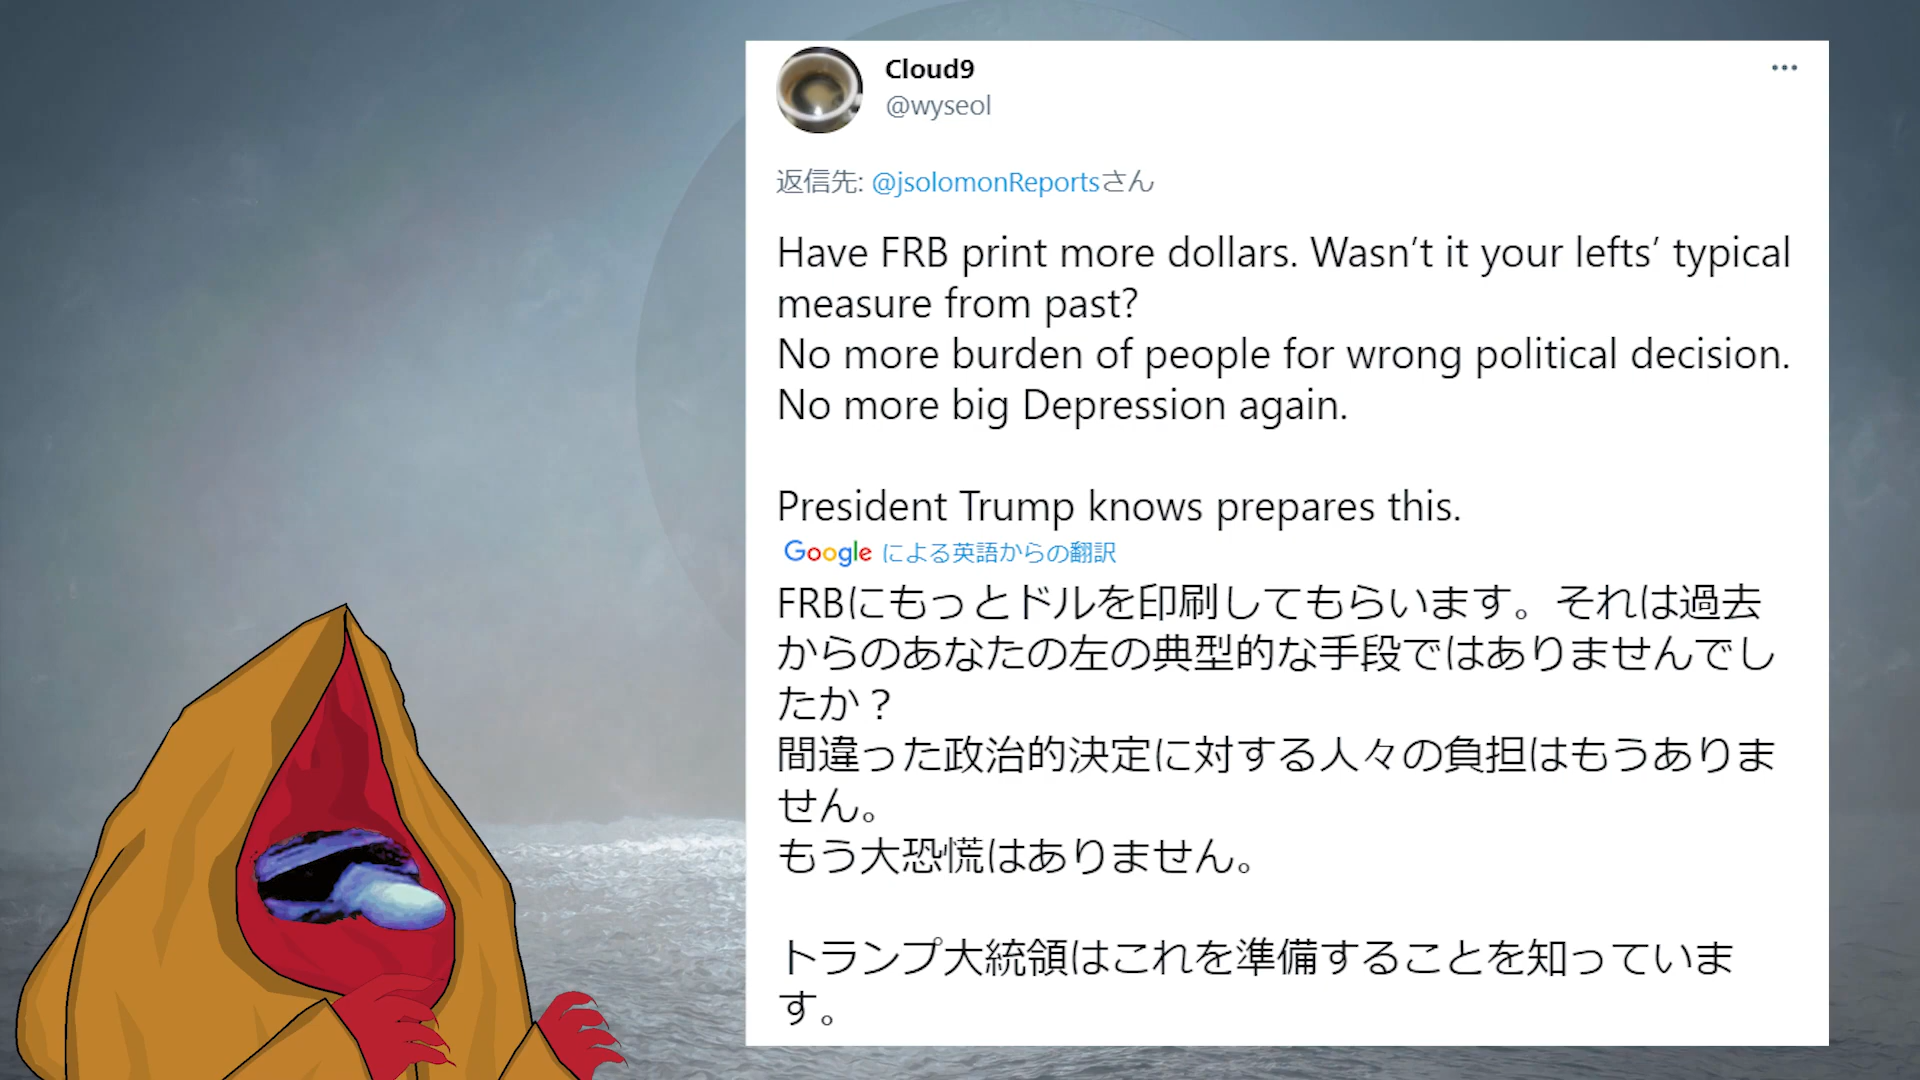 Cloud9
@wyseol
返信先: @jsolomonReportsさん
Have FRB print more dollars. Wasn’t it your lefts’ typical
measure from past?
No more burden of people for wrong political decision.
No more big Depression again.
President Trump knows prepares this.
Google による英語からの翻訳
FRBにもっとドルを印刷してもらいます。それは過去
からのあなたの左の典型的な手段ではありませんでし
たか？
間違った政治的決定に対する人々の負担はもうありま
せん。
もう大恐慌はありません。
トランプ大統領はこれを準備することを知っていま
す。